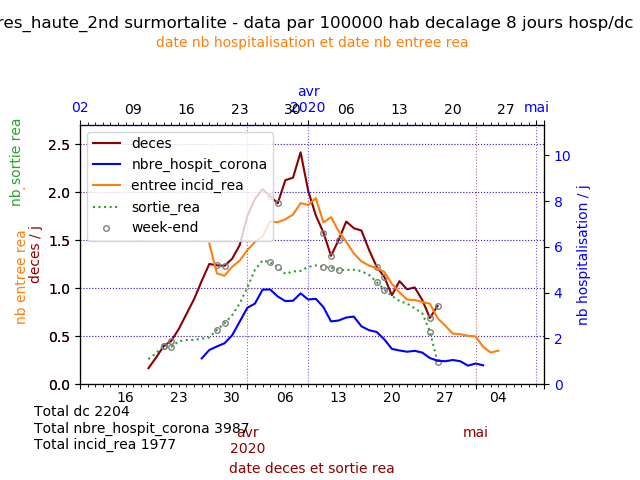 res_haute_2nd surmortalite - data par 100000 hab decalage 8 jours hosp/dc
date nb hospitalisation et date nb entree rea
avr
02 09 16 23 30 2020 06 13 20 27 mai
nb sortie rea
nb entree rea
deces / j
nb hospitalisation / j
deces
nbre_hospit_corona
entree incid_rea
sortie_rea
week-end
2.5
2.0
1.5
1.0
0.5
0.0
10
8
6
4
2
0
16 23 30 06 13 20 27 04
Total dc 2204
Total nbre_hospit_corona 3987
Total incid_rea 1977
avr
2020
mai
date deces et sortie rea